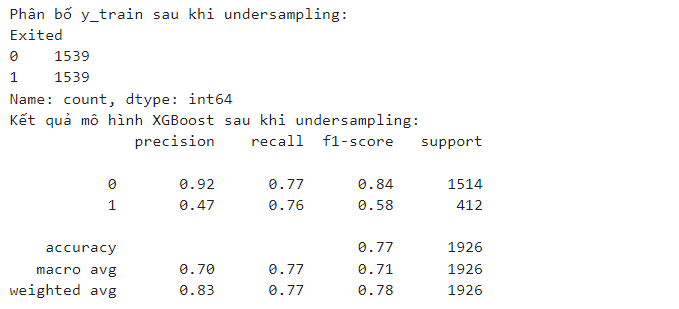 Phân bố y_train sau khi undersampling:
Exited
0    1539
1    1539
Name: count, dtype: int64
Kết quả mô hình XGBoost sau khi undersampling:
              precision    recall  f1-score   support

           0       0.92      0.77      0.84      1514
           1       0.47      0.76      0.58       412

    accuracy                           0.77      1926
   macro avg       0.70      0.77      0.71      1926
weighted avg       0.83      0.77      0.78      1926